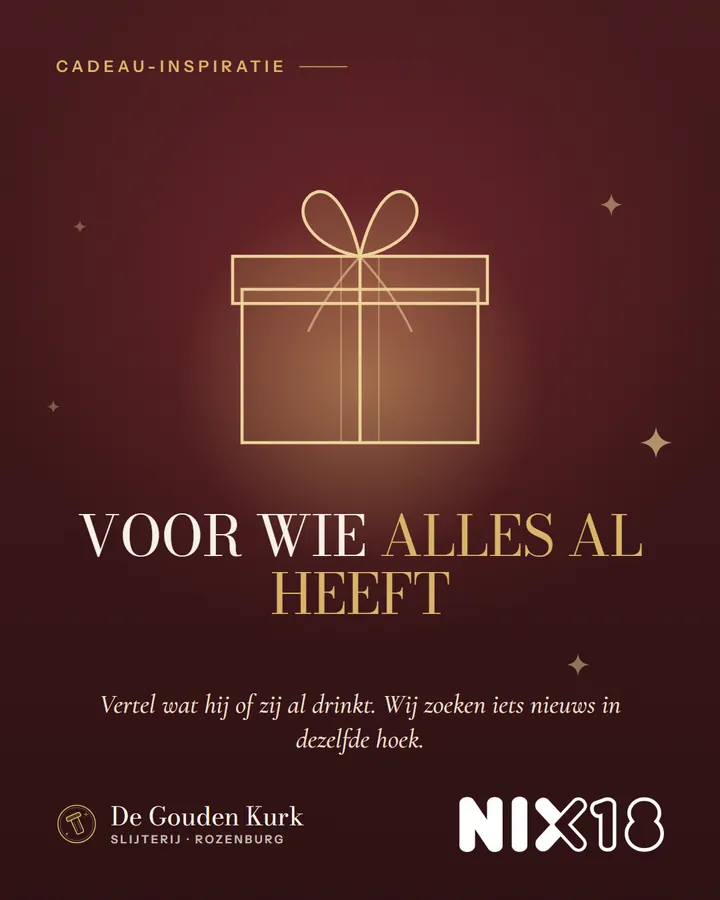 CADEAU-INSPIRATIE
VOOR WIE ALLES AL
HEEFT
Vertel wat hij of zij al drinkt. Wij zoeken iets nieuws in
dezelfde hoek.
De Gouden Kurk
SLIJTERIJ · ROZENBURG
NIX18